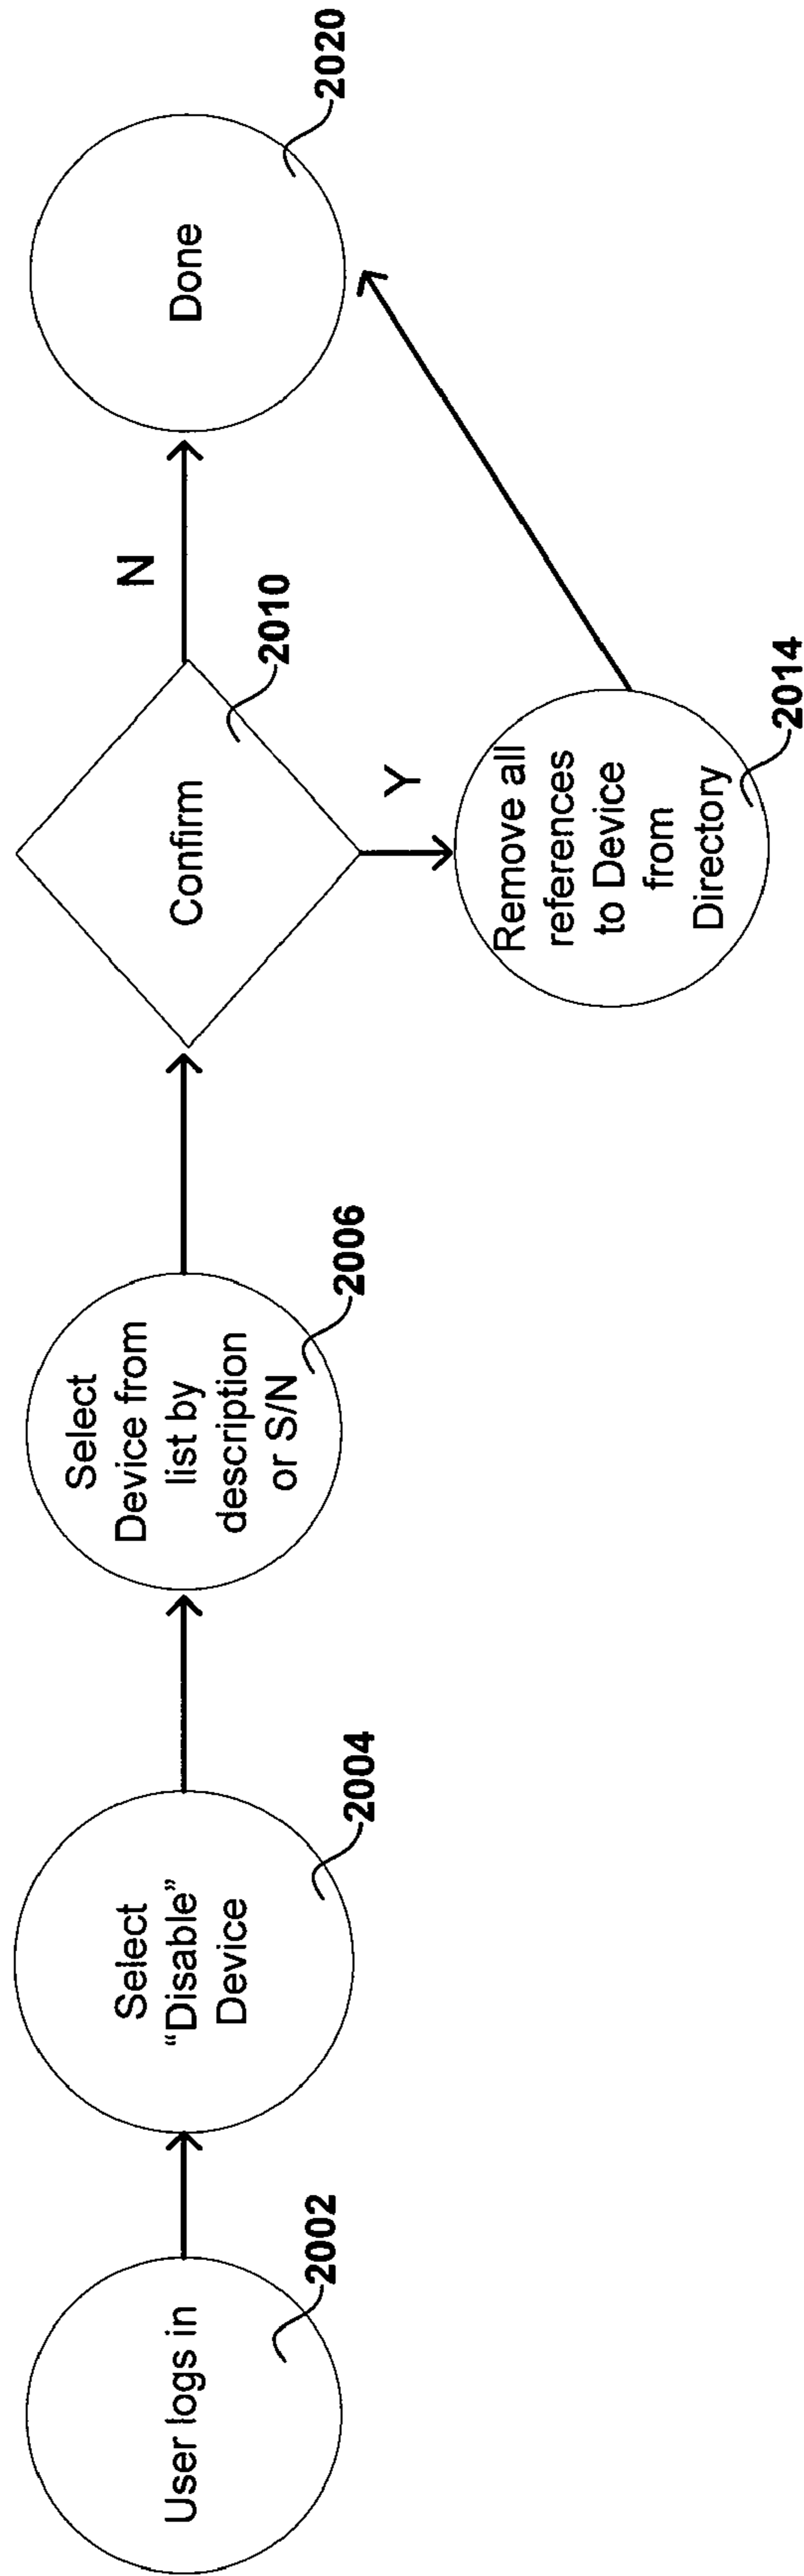 User logs in
2002
Select
“Disable”
Device
2004
Select
Device from
list by
description
or S/N
2006
Confirm
2010
N
Y
Remove all
references
to Device
from
Directory
2014
Done
2020